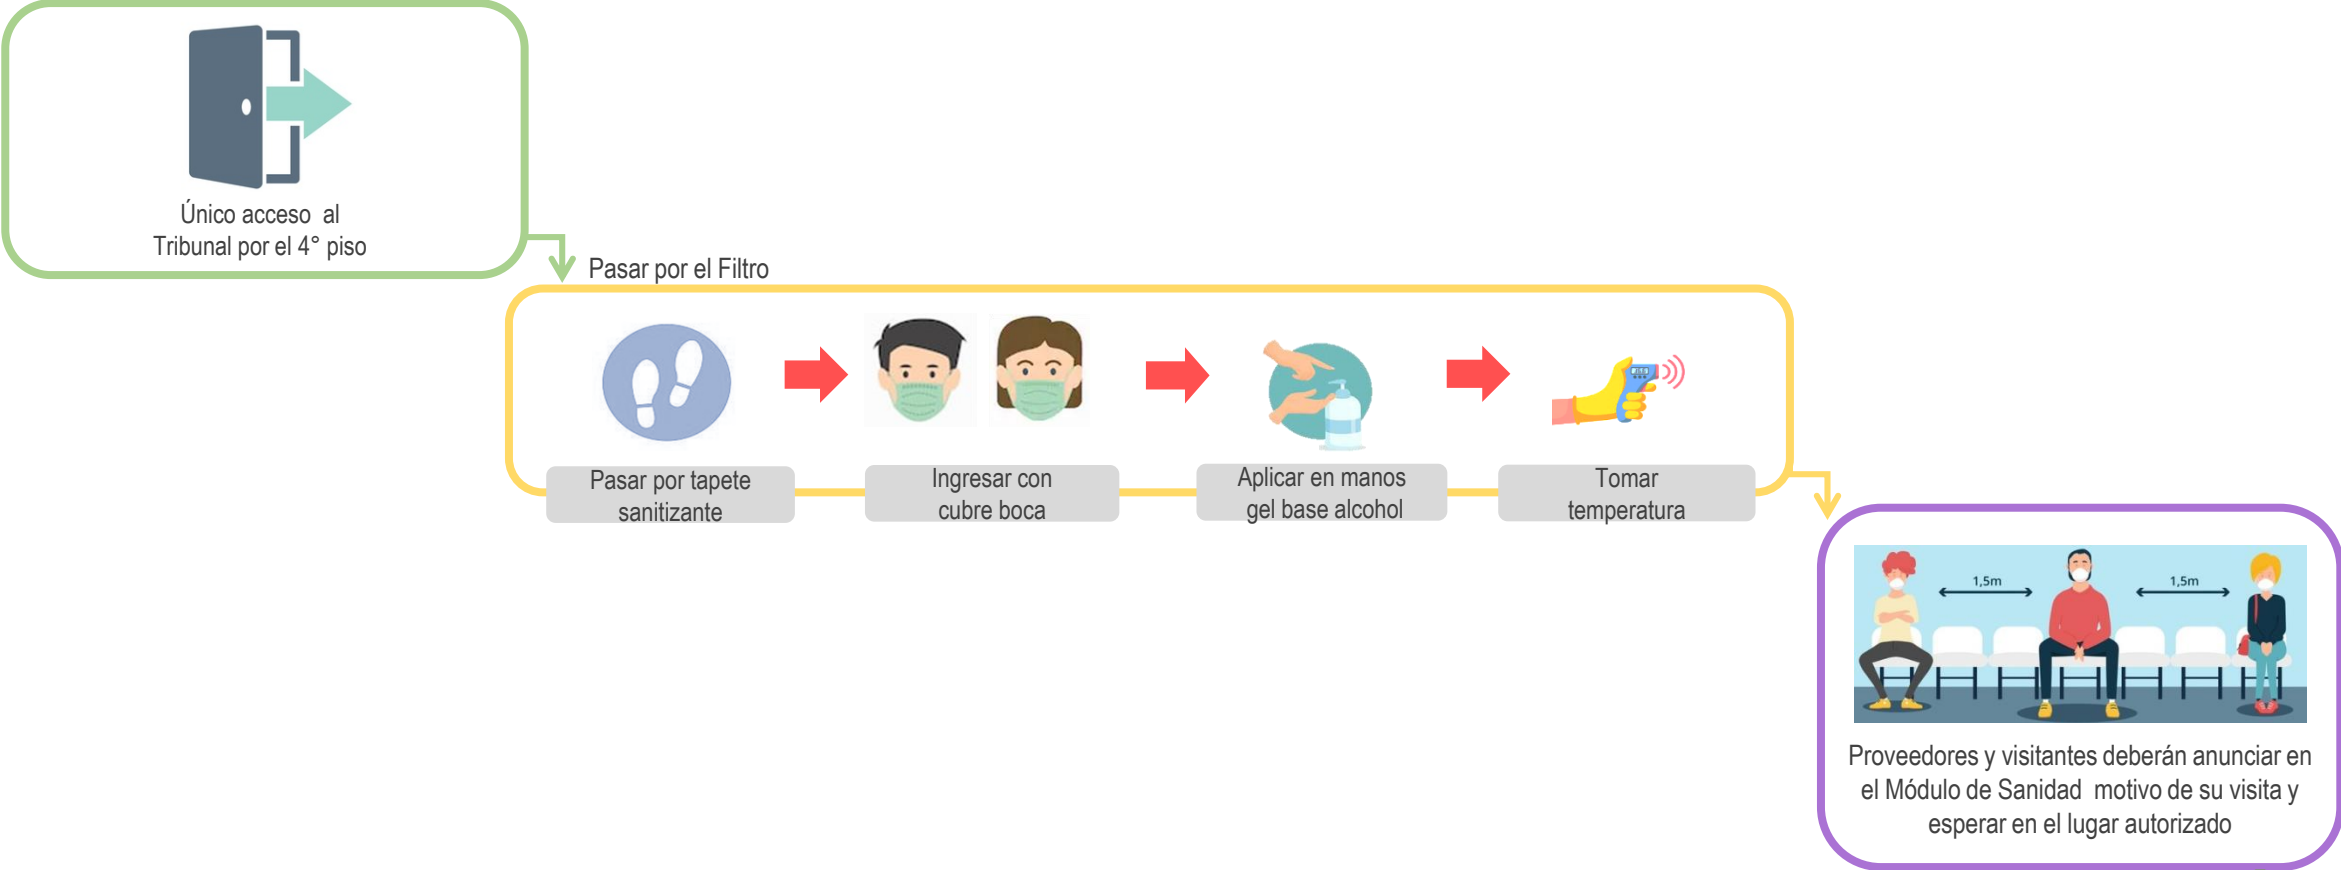 Único acceso al
Tribunal por el 4° piso
Pasar por el Filtro
Pasar por tapete
sanitizante
Ingresar con
cubre boca
Aplicar en manos
gel base alcohol
Tomar
temperatura
1,5m
1,5m
Proveedores y visitantes deberán anunciar en
el Módulo de Sanidad motivo de su visita y
esperar en el lugar autorizado